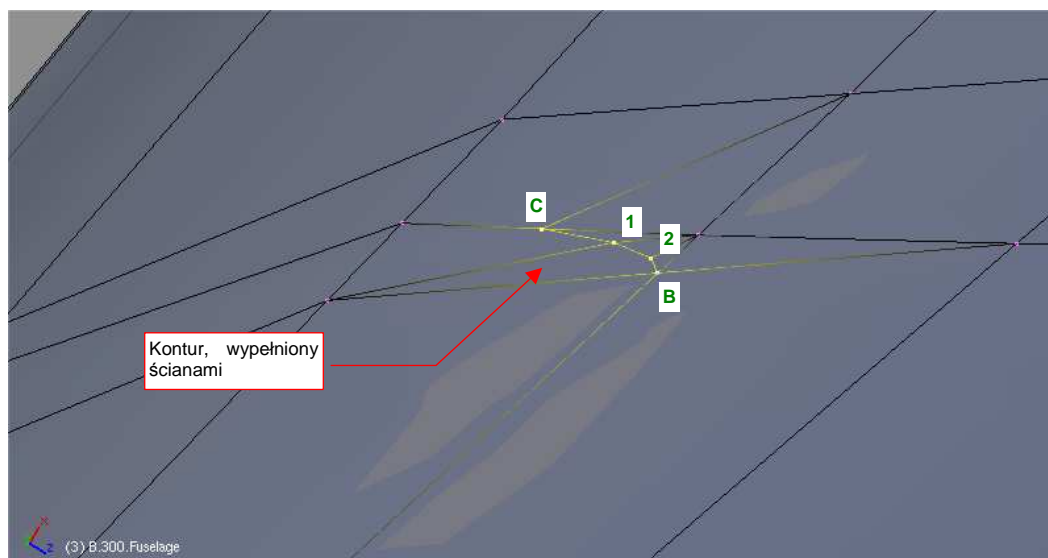 C
1
2
B
Kontur, wypełniony
ścianami
x
z
(3) B.300.Fuselage